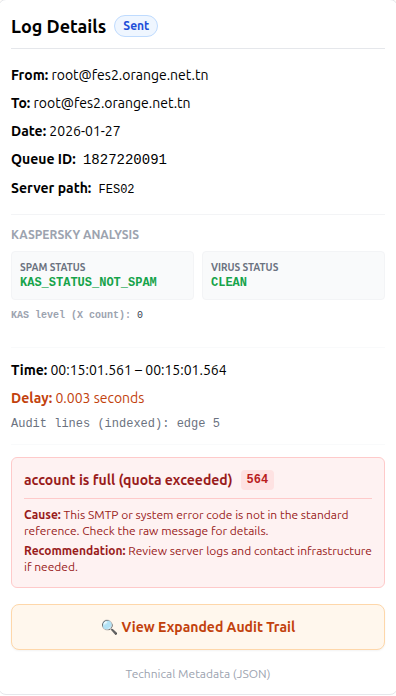 Log Details Sent
From: root@fes2.orange.net.tn
To: root@fes2.orange.net.tn
Date: 2026-01-27
Queue ID: 1827220091
Server path: FES02
KASPERSKY ANALYSIS
SPAM STATUS
KAS_STATUS_NOT_SPAM
VIRUS STATUS
CLEAN
KAS level (X count): 0
Time: 00:15:01.561 – 00:15:01.564
Delay: 0.003 seconds
Audit lines (indexed): edge 5
account is full (quota exceeded) 564
Cause: This SMTP or system error code is not in the standard
reference. Check the raw message for details.
Recommendation: Review server logs and contact infrastructure
if needed.
🔍 View Expanded Audit Trail
Technical Metadata (JSON)